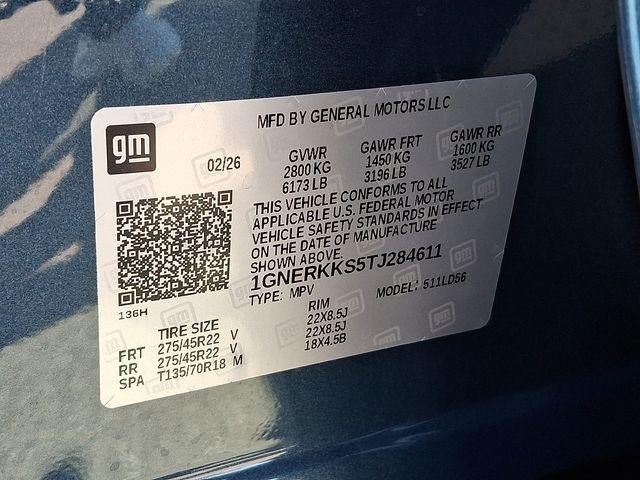 MFD BY GENERAL MOTORS LLC
gm
02/26
GVWR GAWR FRT GAWR RR
2800 KG 1450 KG 1600 KG
6173 LB 3196 LB 3527 LB
THIS VEHICLE CONFORMS TO ALL
APPLICABLE U.S. FEDERAL MOTOR
VEHICLE SAFETY STANDARDS IN EFFECT
ON THE DATE OF MANUFACTURE
SHOWN ABOVE.
1GNERKKS5TJ284611
TYPE: MPV MODEL: 511LD56
136H
TIRE SIZE RIM
FRT 275/45R22 V 22X8.5J
RR 275/45R22 V 22X8.5J
SPA T135/70R18 M 18X4.5B